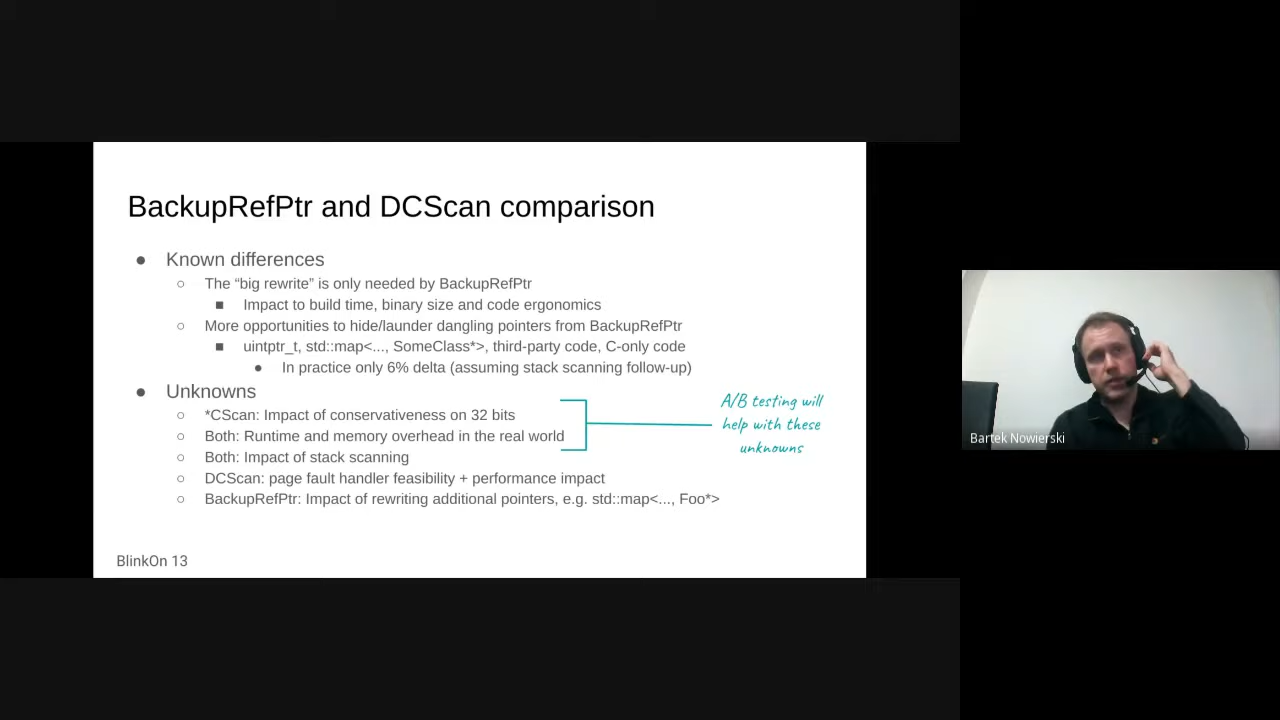 BackupRefPtr and DCScan comparison
● Known differences
○ The “big rewrite” is only needed by BackupRefPtr
■ Impact to build time, binary size and code ergonomics
○ More opportunities to hide/launder dangling pointers from BackupRefPtr
■ uintptr_t, std::map<..., SomeClass*>, third-party code, C-only code
● In practice only 6% delta (assuming stack scanning follow-up)
● Unknowns
○ *CScan: Impact of conservativeness on 32 bits
○ Both: Runtime and memory overhead in the real world
○ Both: Impact of stack scanning
○ DCScan: page fault handler feasibility + performance impact
○ BackupRefPtr: Impact of rewriting additional pointers, e.g. std::map<..., Foo*>
A/B testing will
help with these
unknowns
BlinkOn 13
Bartek Nowierski